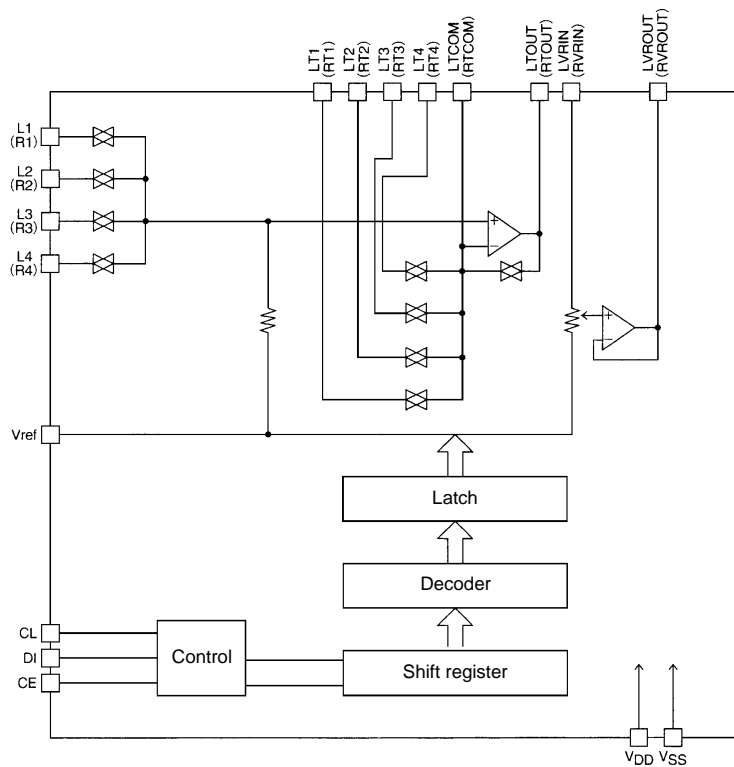 LT1
(RT1)
LT2
(RT2)
LT3
(RT3)
LT4
(RT4)
LTCOM
(RTCOM)
LTOUT
(RTOUT)
LVRIN
(RVRIN)
LVROUT
(RVROUT)
L1
(R1)
L2
(R2)
L3
(R3)
L4
(R4)
+
−
+
−
Vref
Latch
Decoder
CL
DI
CE
Control
Shift register
VDD
VSS